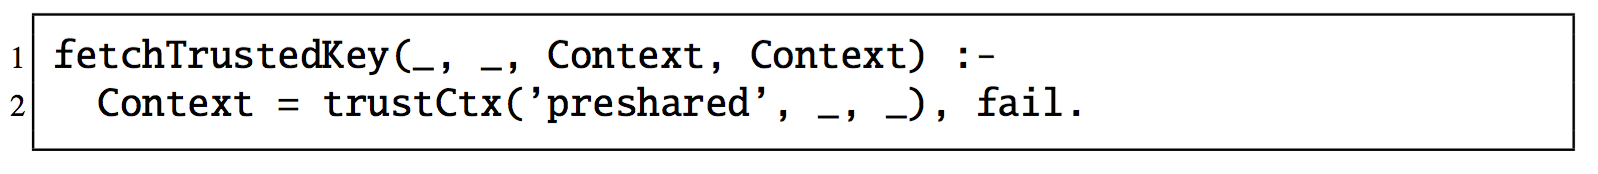 1 fetchTrustedKey(_, _, Context, Context) :-
2 Context = trustCtx(’preshared’, _, _), fail.